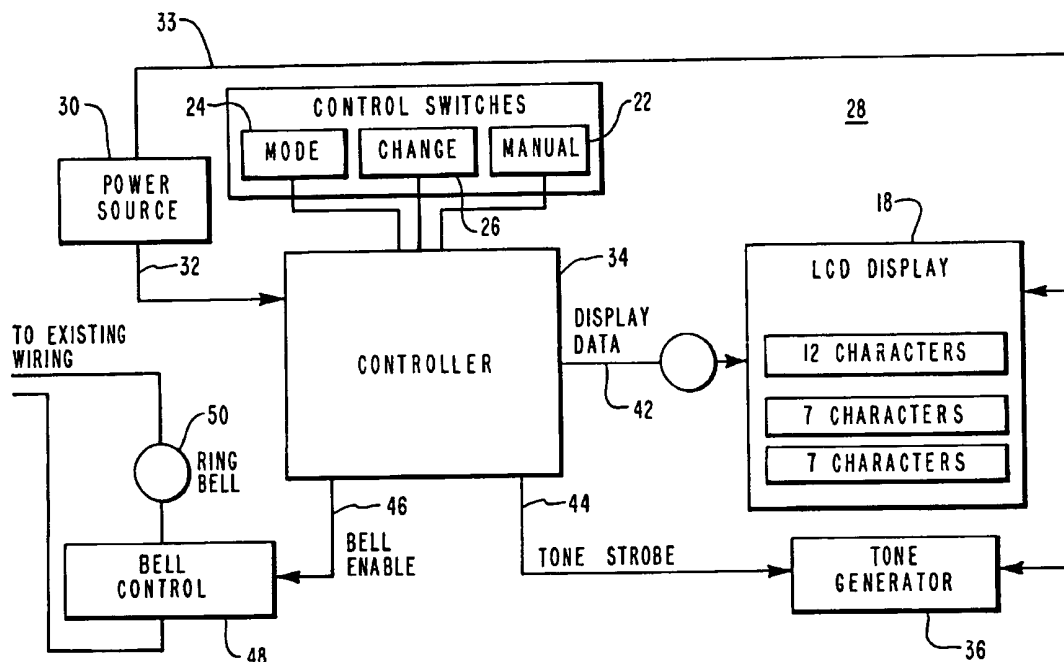 33
30
24
CONTROL SWITCHES
22
28
MODE
CHANGE
MANUAL
POWER
SOURCE
26
18
32
34
LCD DISPLAY
TO EXISTING
WIRING
DISPLAY
DATA
CONTROLLER
12 CHARACTERS
42
50
7 CHARACTERS
RING
BELL
7 CHARACTERS
46
44
BELL
ENABLE
TONE STROBE
TONE
GENERATOR
BELL
CONTROL
48
36